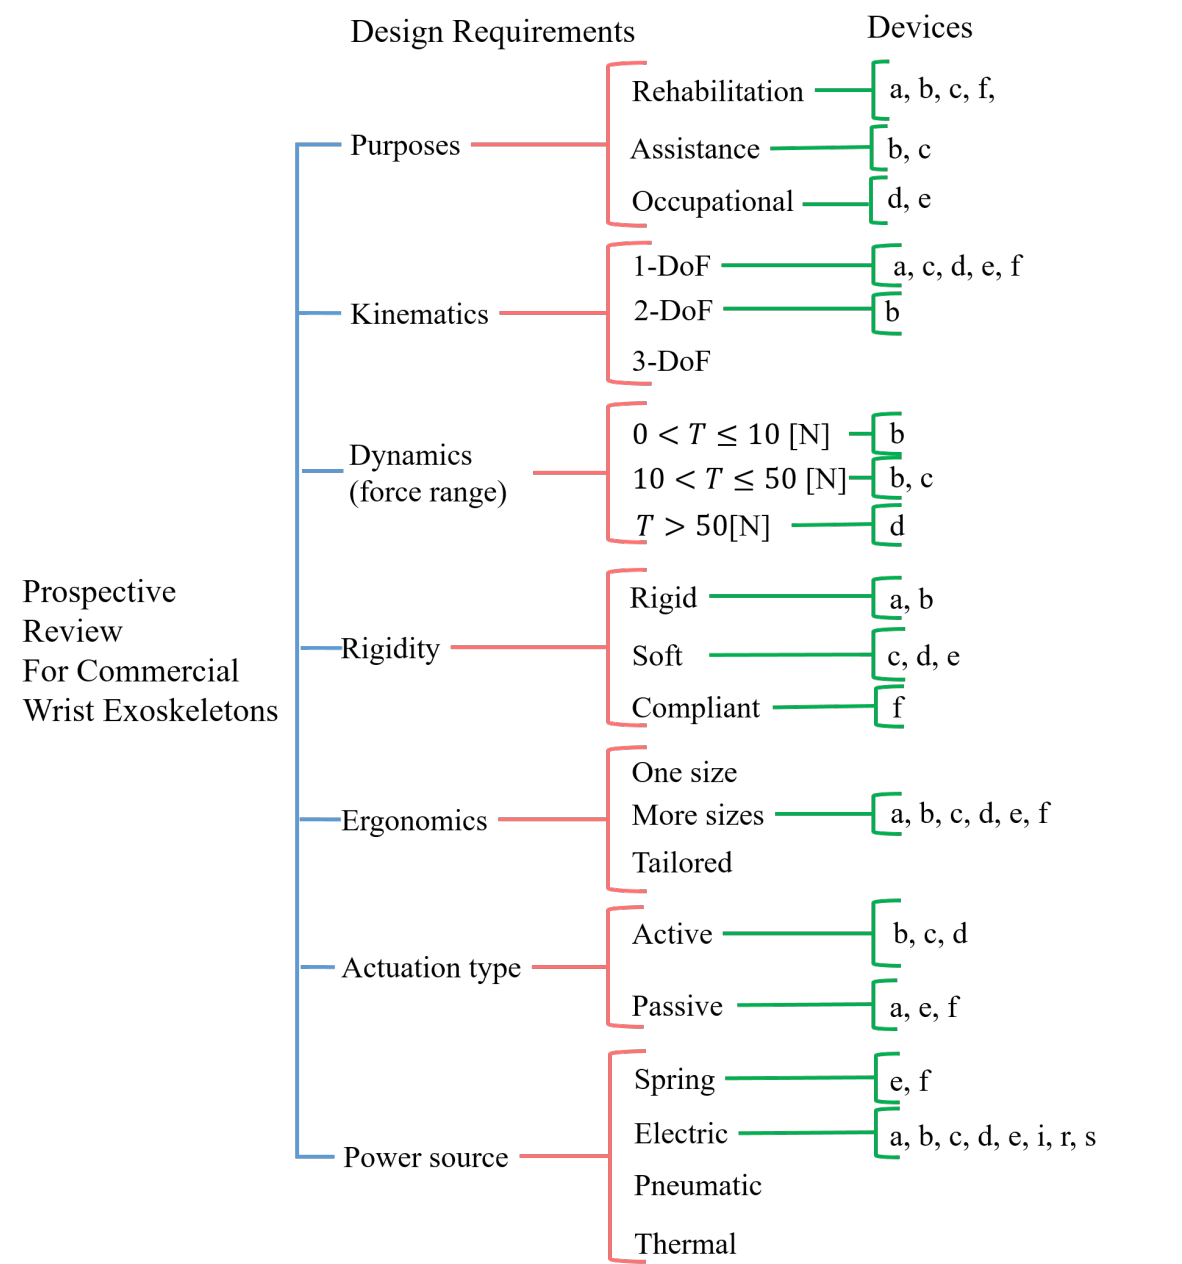 Design Requirements
Devices
Prospective
Review
For Commercial
Wrist Exoskeletons
Purposes
Rehabilitation
a, b, c, f,
Assistance
b, c
Occupational
d, e
Kinematics
1-DoF
a, c, d, e, f
2-DoF
b
3-DoF
Dynamics
(force range)
0 < T ≤ 10 [N]
b
10 < T ≤ 50 [N]
b, c
T > 50[N]
d
Rigidity
Rigid
a, b
Soft
c, d, e
Compliant
f
Ergonomics
One size
More sizes
a, b, c, d, e, f
Tailored
Actuation type
Active
b, c, d
Passive
a, e, f
Power source
Spring
e, f
Electric
a, b, c, d, e, i, r, s
Pneumatic
Thermal